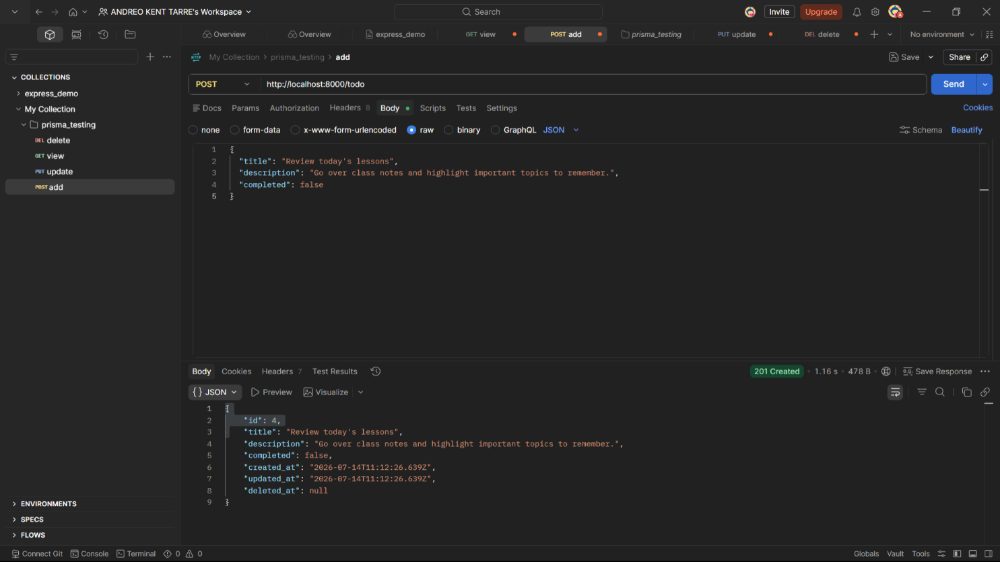 ANDREO KENT TARRE's Workspace
Search
Invite
Upgrade
Overview
Overview
express_demo
GET view
POST add
prisma_testing
PUT update
DEL delete
No environment
My Collection > prisma_testing > add
Save
Share
COLLECTIONS
express_demo
My Collection
prisma_testing
DEL delete
GET view
PUT update
POST add
POST
http://localhost:8000/todo
Send
Docs
Params
Authorization
Headers 8
Body
Scripts
Tests
Settings
Cookies
none
form-data
x-www-form-urlencoded
raw
binary
GraphQL
JSON
Schema
Beautify
1 {
2 "title": "Review today's lessons",
3 "description": "Go over class notes and highlight important topics to remember.",
4 "completed": false
5 }
Body
Cookies
Headers 7
Test Results
201 Created
1.16 s
478 B
e.g. Save Response
{} JSON
Preview
Visualize
1 {
2 "id": 4,
3 "title": "Review today's lessons",
4 "description": "Go over class notes and highlight important topics to remember.",
5 "completed": false,
6 "created_at": "2026-07-14T11:12:26.639Z",
7 "updated_at": "2026-07-14T11:12:26.639Z",
8 "deleted_at": null
9 }
ENVIRONMENTS
SPECS
FLOWS
Connect Git
Console
Terminal
0
0
Globals
Vault
Tools